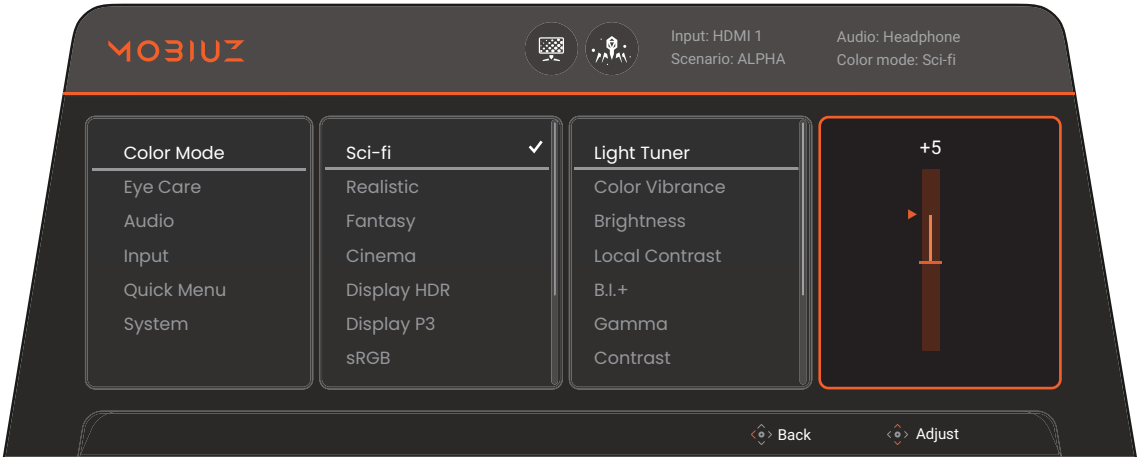 MOBIUZ
Input: HDMI 1
Scenario: ALPHA
Audio: Headphone
Color mode: Sci-fi
Color Mode
Eye Care
Audio
Input
Quick Menu
System
Sci-fi
Realistic
Fantasy
Cinema
Display HDR
Display P3
sRGB
Light Tuner
Color Vibrance
Brightness
Local Contrast
B.I.+
Gamma
Contrast
+5
Back
Adjust